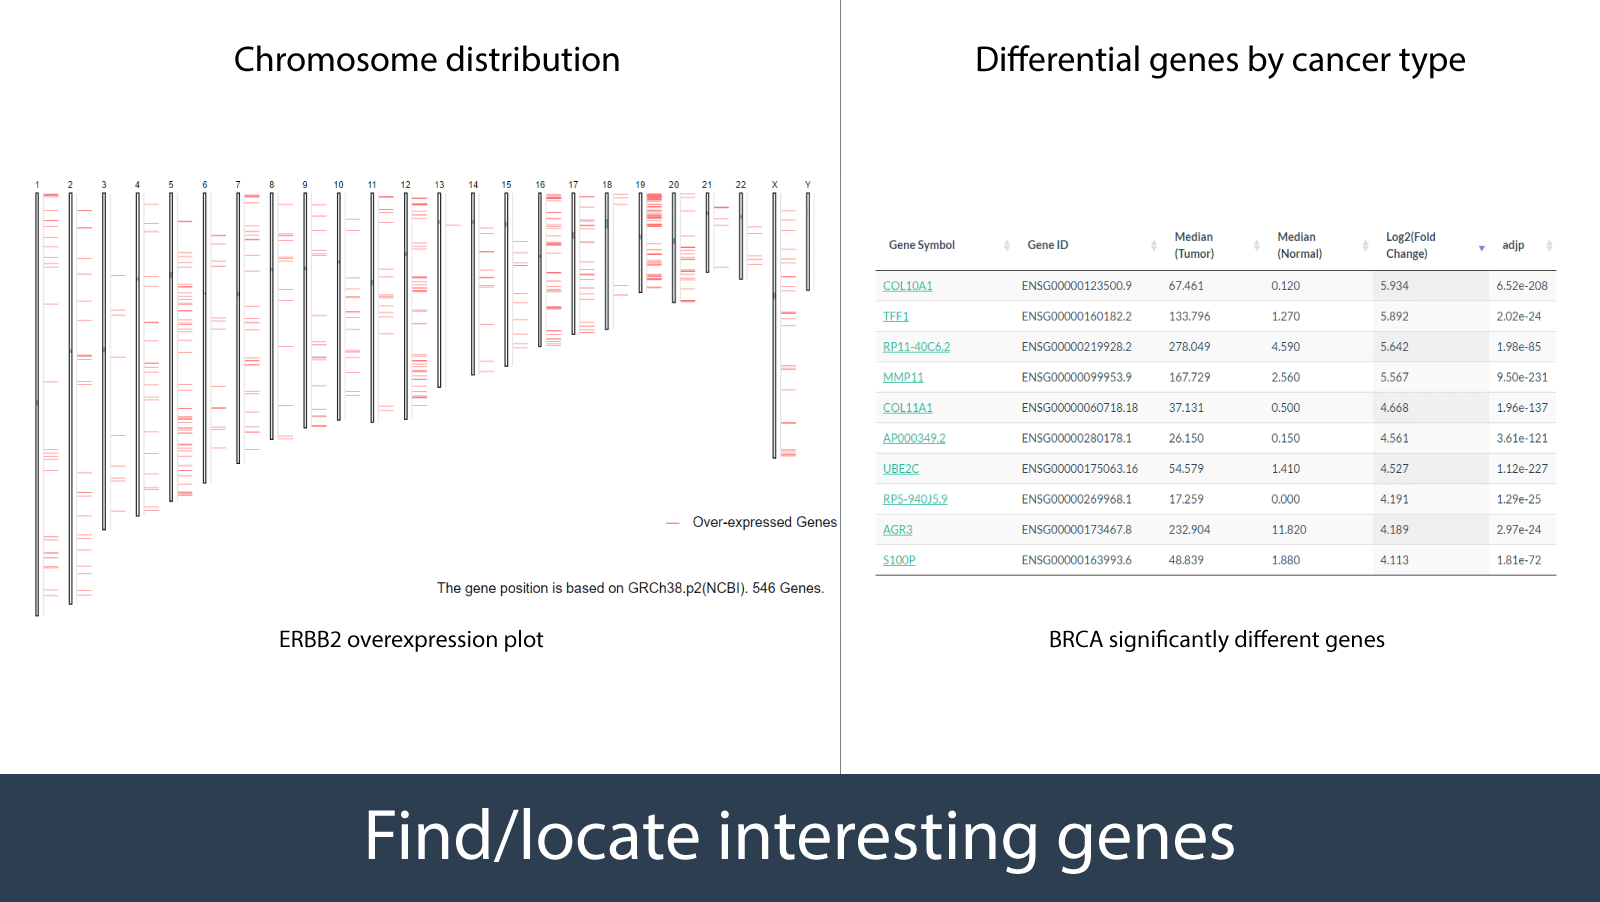 Chromosome distribution
1 2 3 4 5 6 7 8 9 10 11 12 13 14 15 16 17 18 19 20 21 22 X Y
Over-expressed Genes
The gene position is based on GRCh38.p2(NCBI). 546 Genes.
ERBB2 overexpression plot
Differential genes by cancer type
Gene Symbol Gene ID Median (Tumor) Median (Normal) Log2(Fold Change) adjp
COL10A1 ENSG00000123500.9 67.461 0.120 5.934 6.52e-208
TFF1 ENSG00000160182.2 133.796 1.270 5.892 2.02e-24
RP11-40C6.2 ENSG00000219928.2 278.049 4.590 5.642 1.98e-85
MMP11 ENSG00000099953.9 167.729 2.560 5.567 9.50e-231
COL11A1 ENSG00000060718.18 37.131 0.500 4.668 1.96e-137
AP000349.2 ENSG00000280178.1 26.150 0.150 4.561 3.61e-121
UBE2C ENSG00000175063.16 54.579 1.410 4.527 1.12e-227
RP5-940J5.9 ENSG00000269968.1 17.259 0.000 4.191 1.29e-25
AGR3 ENSG00000173467.8 232.904 11.820 4.189 2.97e-24
S100P ENSG00000163993.6 48.839 1.880 4.113 1.81e-72
BRCA significantly different genes
Find/locate interesting genes